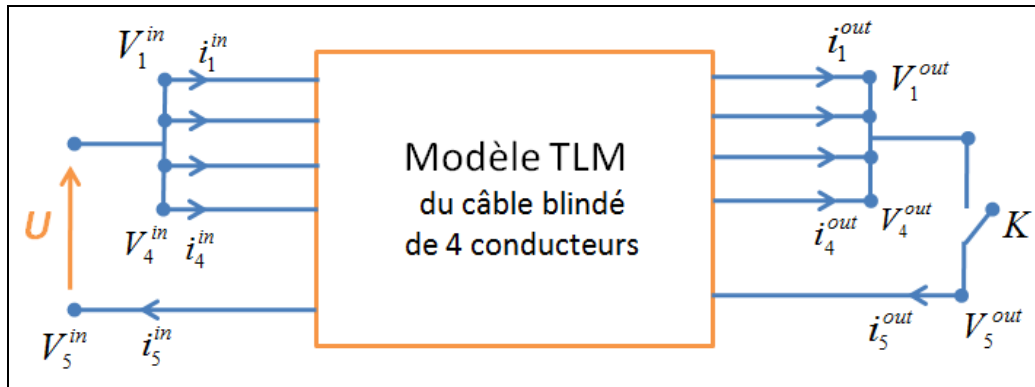 V₁ⁱⁿ i₁ⁱⁿ
i₁ᵒᵘᵗ V₁ᵒᵘᵗ
Modèle TLM
du câble blindé
de 4 conducteurs
U
V₄ⁱⁿ i₄ⁱⁿ
i₄ᵒᵘᵗ V₄ᵒᵘᵗ
K
V₅ⁱⁿ i₅ⁱⁿ
i₅ᵒᵘᵗ V₅ᵒᵘᵗ